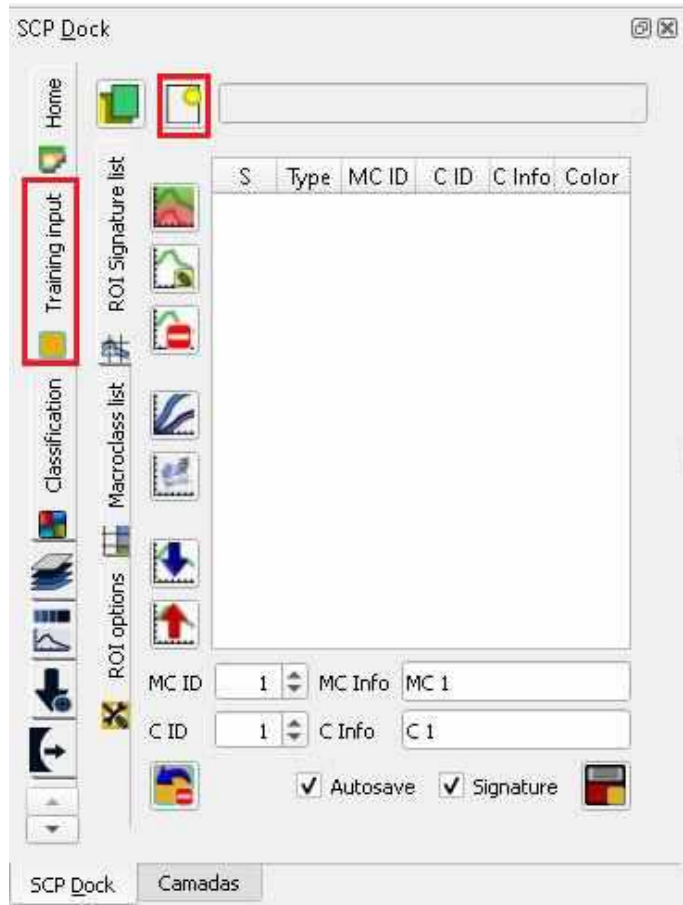 SCP Dock
Home
Training input
Classification
ROI Signature list
Macroclass list
ROI options
S Type MC ID C ID C Info Color
MC ID 1 MC Info MC 1
C ID 1 C Info C 1
Autosave Signature
SCP Dock Camadas